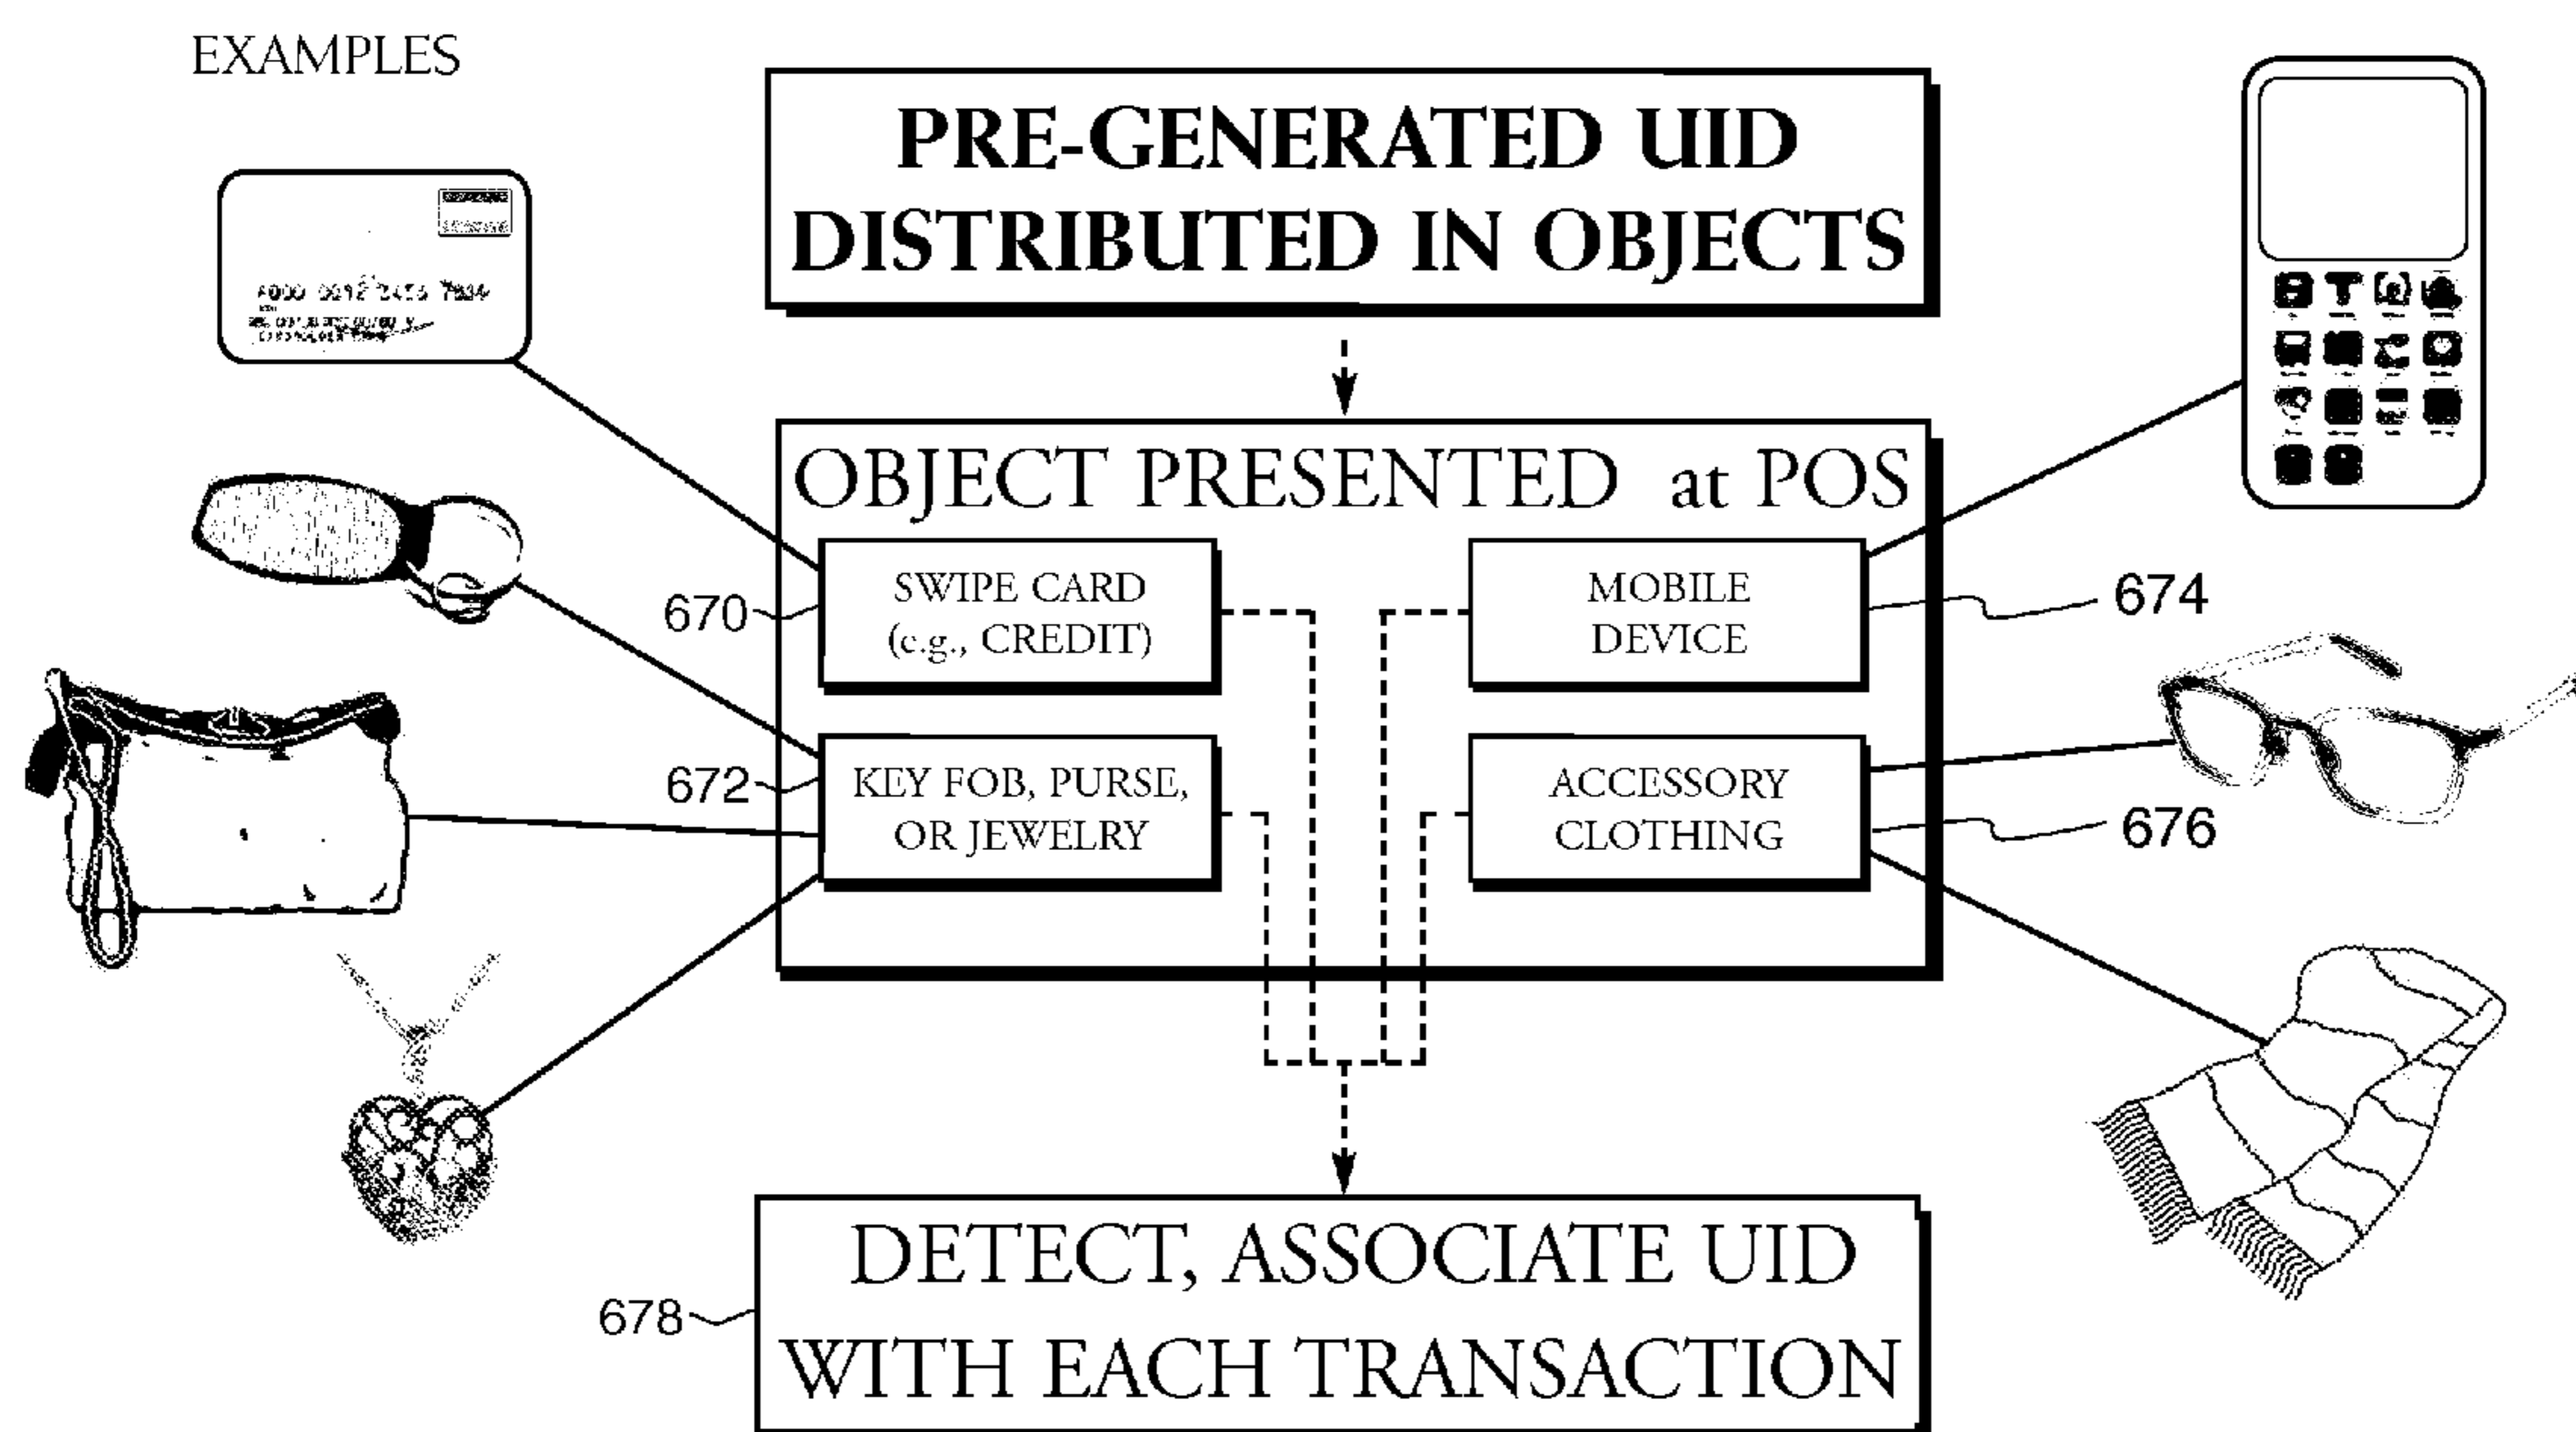 EXAMPLES
PRE-GENERATED UID
DISTRIBUTED IN OBJECTS
OBJECT PRESENTED at POS
SWIPE CARD
(e.g., CREDIT)
670
MOBILE
DEVICE
674
KEY FOB, PURSE,
OR JEWELRY
672
ACCESSORY
CLOTHING
676
DETECT, ASSOCIATE UID
WITH EACH TRANSACTION
678